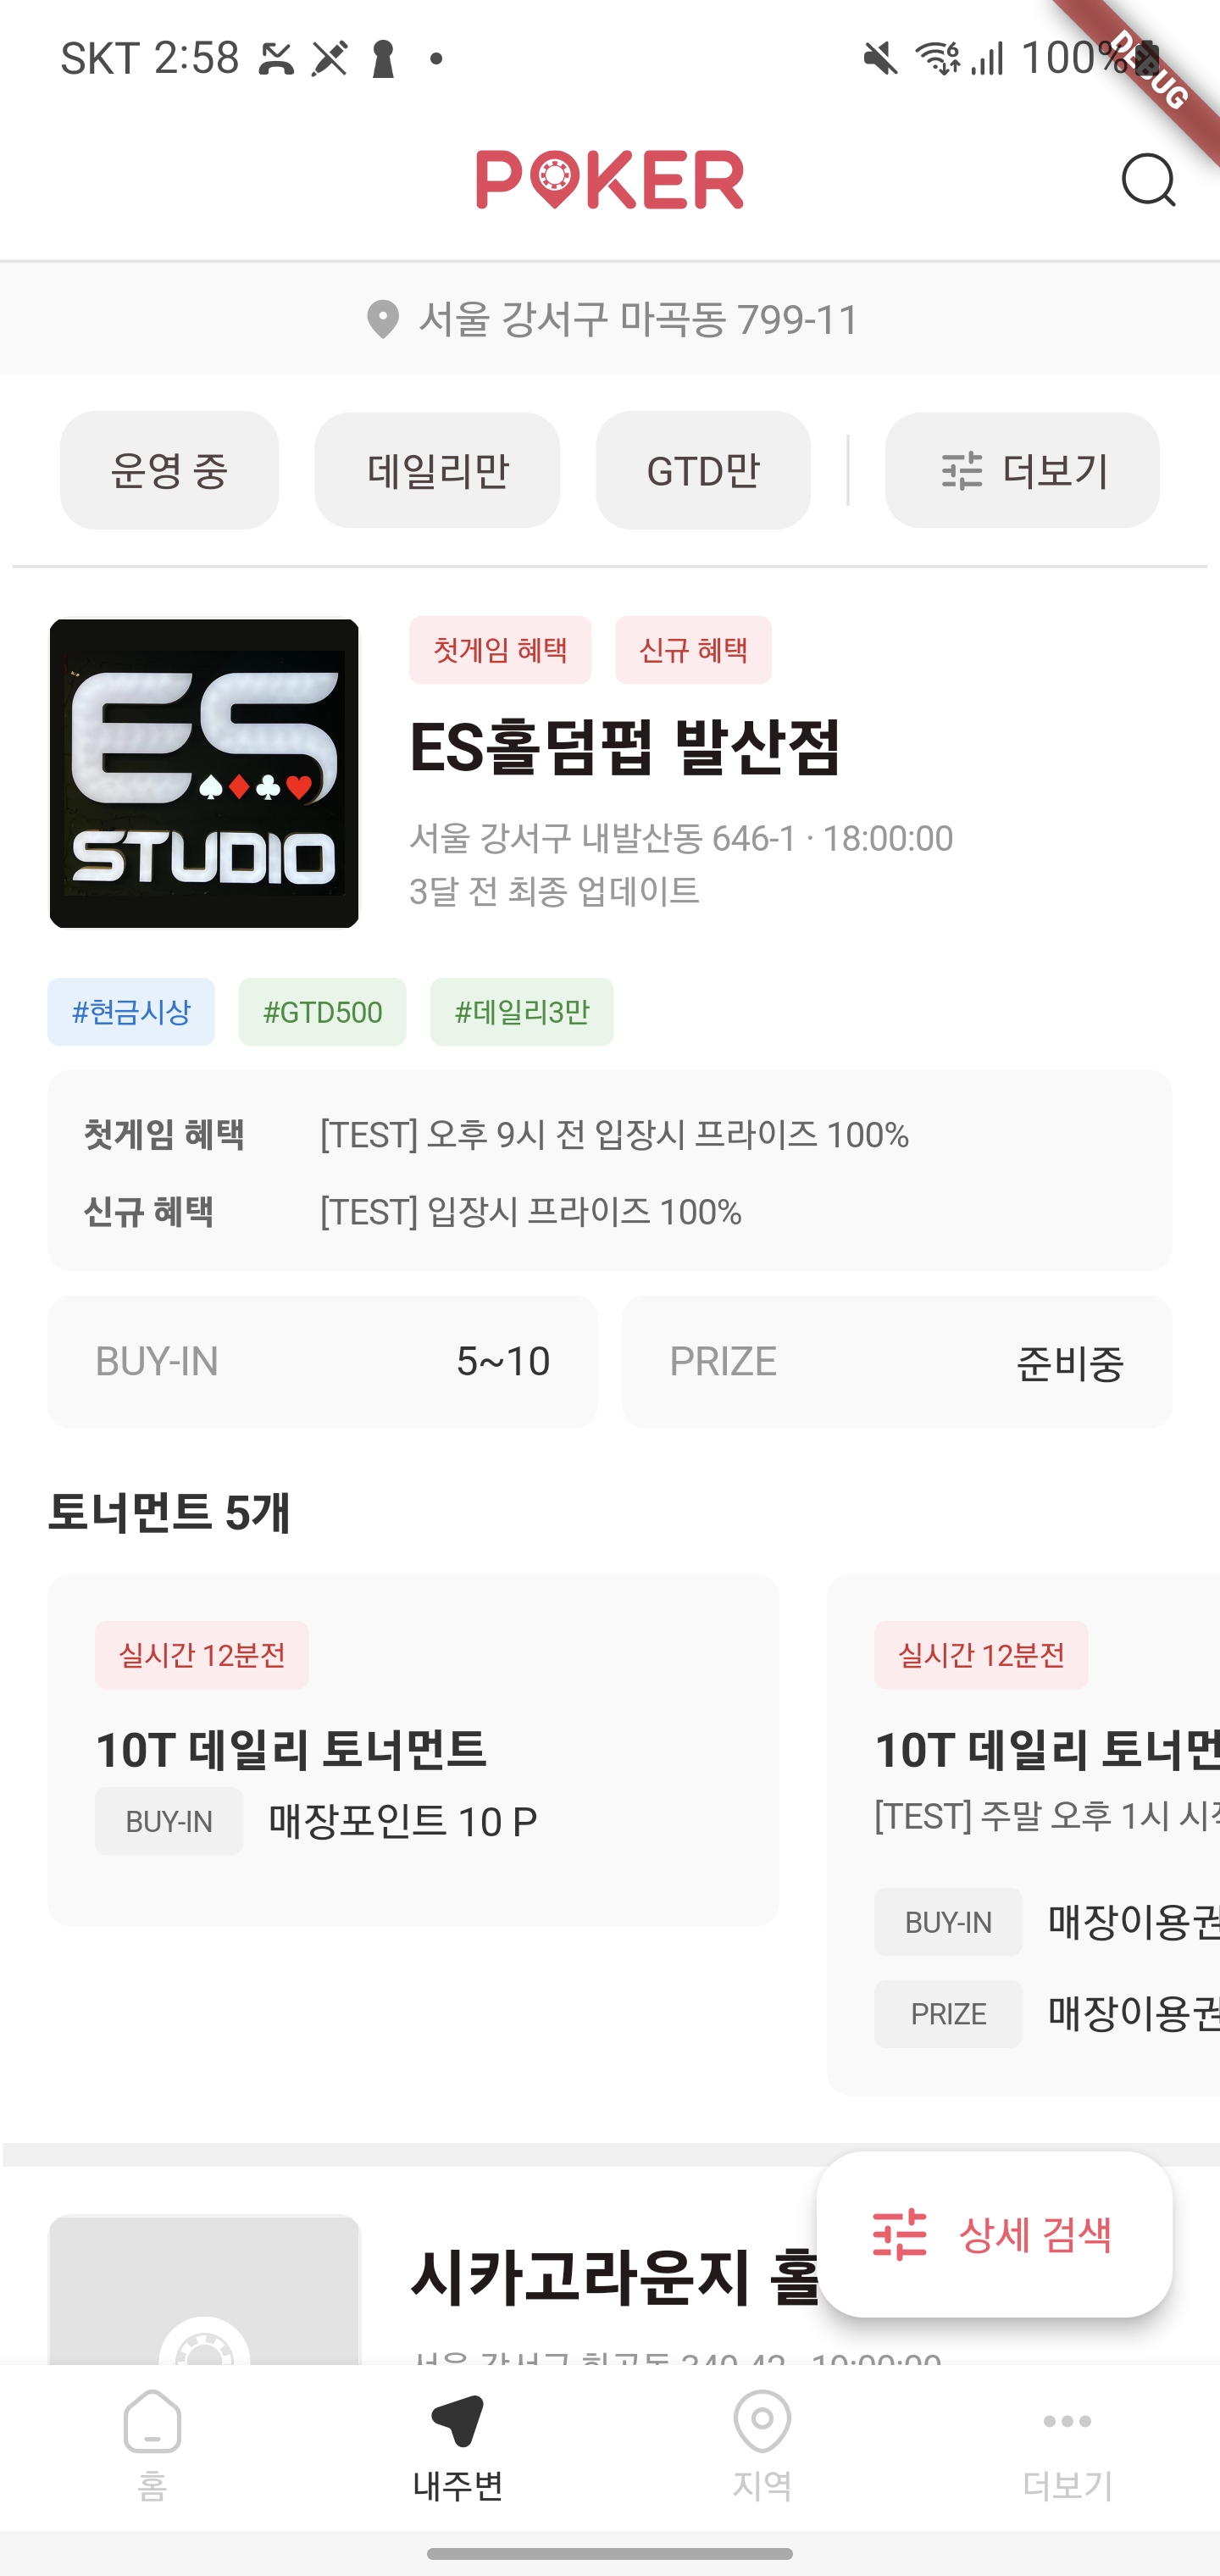 SKT 2:58
100%
DEBUG
POKER
서울 강서구 마곡동 799-11
운영 중
데일리만
GTD만
더보기
ES
STUDIO
첫게임 혜택
신규 혜택
ES홀덤펍 발산점
서울 강서구 내발산동 646-1 · 18:00:00
3달 전 최종 업데이트
#현금시상
#GTD500
#데일리3만
첫게임 혜택 [TEST] 오후 9시 전 입장시 프라이즈 100%
신규 혜택 [TEST] 입장시 프라이즈 100%
BUY-IN 5~10
PRIZE 준비중
토너먼트 5개
실시간 12분전
10T 데일리 토너먼트
BUY-IN 매장포인트 10 P
실시간 12분전
10T 데일리 토너먼
[TEST] 주말 오후 1시 시
BUY-IN 매장이용권
PRIZE 매장이용권
시카고라운지 홀
상세 검색
홈
내주변
지역
더보기